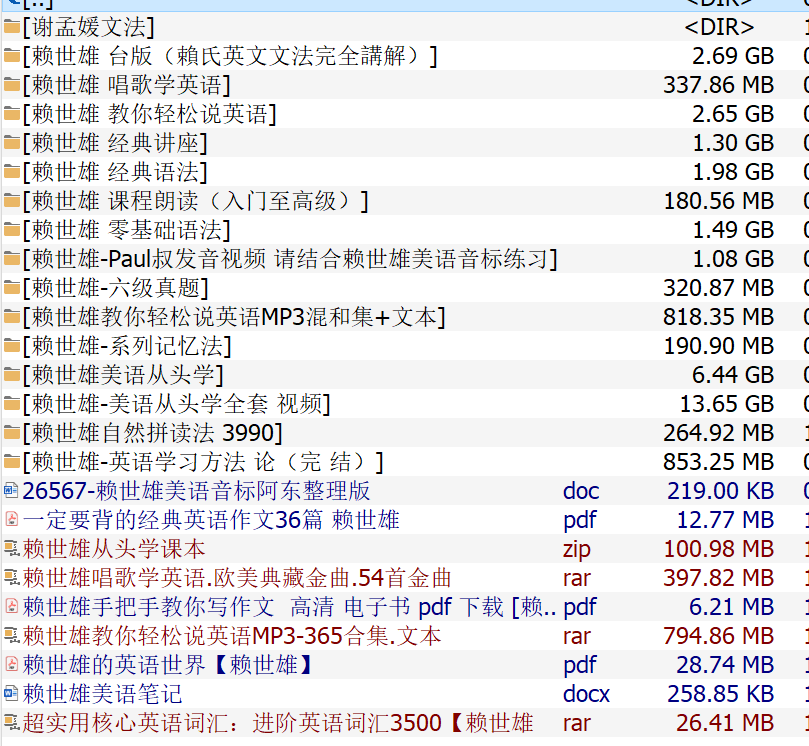 [..] <DIR>
[谢孟媛文法] <DIR>
[赖世雄 台版（賴氏英文文法完全講解）] 2.69 GB
[赖世雄 唱歌学英语] 337.86 MB
[赖世雄 教你轻松说英语] 2.65 GB
[赖世雄 经典讲座] 1.30 GB
[赖世雄 经典语法] 1.98 GB
[赖世雄 课程朗读（入门至高级）] 180.56 MB
[赖世雄 零基础语法] 1.49 GB
[赖世雄-Paul叔发音视频 请结合赖世雄美语音标练习] 1.08 GB
[赖世雄-六级真题] 320.87 MB
[赖世雄教你轻松说英语MP3混和集+文本] 818.35 MB
[赖世雄-系列记忆法] 190.90 MB
[赖世雄美语从头学] 6.44 GB
[赖世雄-美语从头学全套 视频] 13.65 GB
[赖世雄自然拼读法 3990] 264.92 MB
[赖世雄-英语学习方法 论（完 结）] 853.25 MB
26567-赖世雄美语音标阿东整理版 doc 219.00 KB
一定要背的经典英语作文36篇 赖世雄 pdf 12.77 MB
赖世雄从头学课本 zip 100.98 MB
赖世雄唱歌学英语.欧美典藏金曲.54首金曲 rar 397.82 MB
赖世雄手把手教你写作文 高清 电子书 pdf 下载 [赖.. pdf 6.21 MB
赖世雄教你轻松说英语MP3-365合集.文本 rar 794.86 MB
赖世雄的英语世界【赖世雄】 pdf 28.74 MB
赖世雄美语笔记 docx 258.85 KB
超实用核心英语词汇：进阶英语词汇3500【赖世雄 rar 26.41 MB